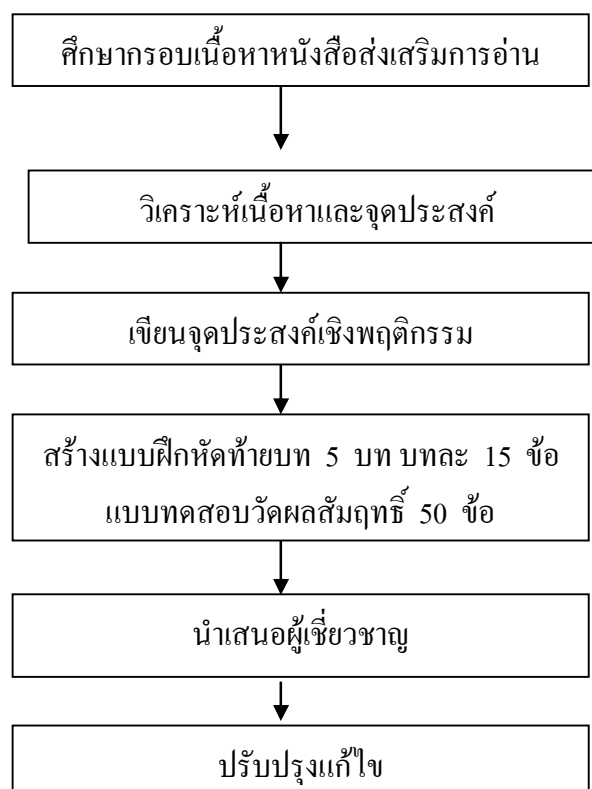 ศึกษากรอบเนื้อหาหนังสือส่งเสริมการอ่าน
วิเคราะห์เนื้อหาและจุดประสงค์
เขียนจุดประสงค์เชิงพฤติกรรม
สร้างแบบฝึกหัดท้ายบท 5 บท บทละ 15 ข้อ
แบบทดสอบวัดผลสัมฤทธิ์ 50 ข้อ
นำเสนอผู้เชี่ยวชาญ
ปรับปรุงแก้ไข